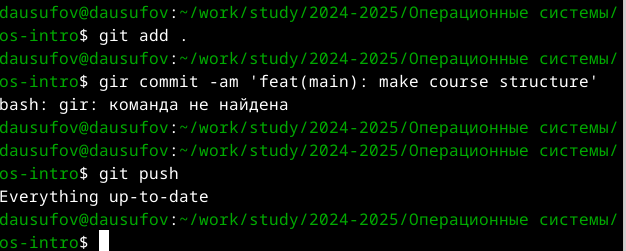 dausufov@dausufov:~/work/study/2024-2025/Операционные системы/
os-intro$ git add .
dausufov@dausufov:~/work/study/2024-2025/Операционные системы/
os-intro$ gir commit -am 'feat(main): make course structure'
bash: gir: команда не найдена
dausufov@dausufov:~/work/study/2024-2025/Операционные системы/
dausufov@dausufov:~/work/study/2024-2025/Операционные системы/
os-intro$ git push
Everything up-to-date
dausufov@dausufov:~/work/study/2024-2025/Операционные системы/
os-intro$